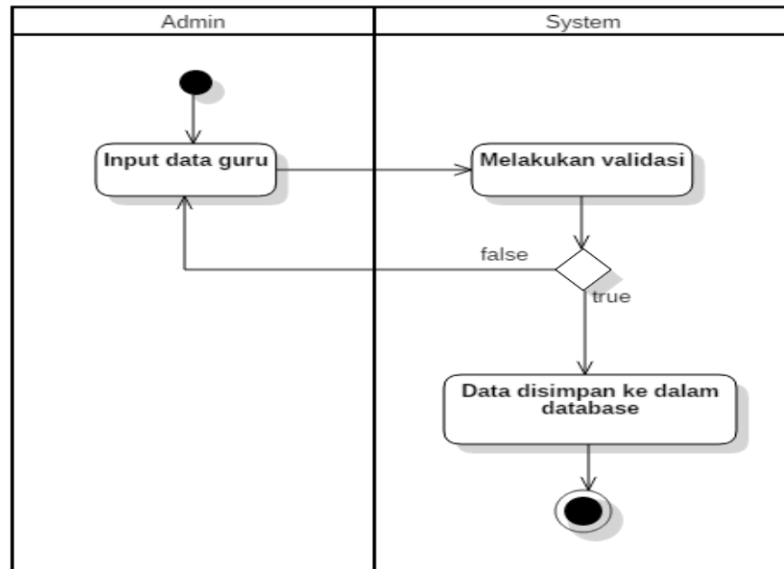 Admin
System
Input data guru
Melakukan validasi
false
true
Data disimpan ke dalam
database